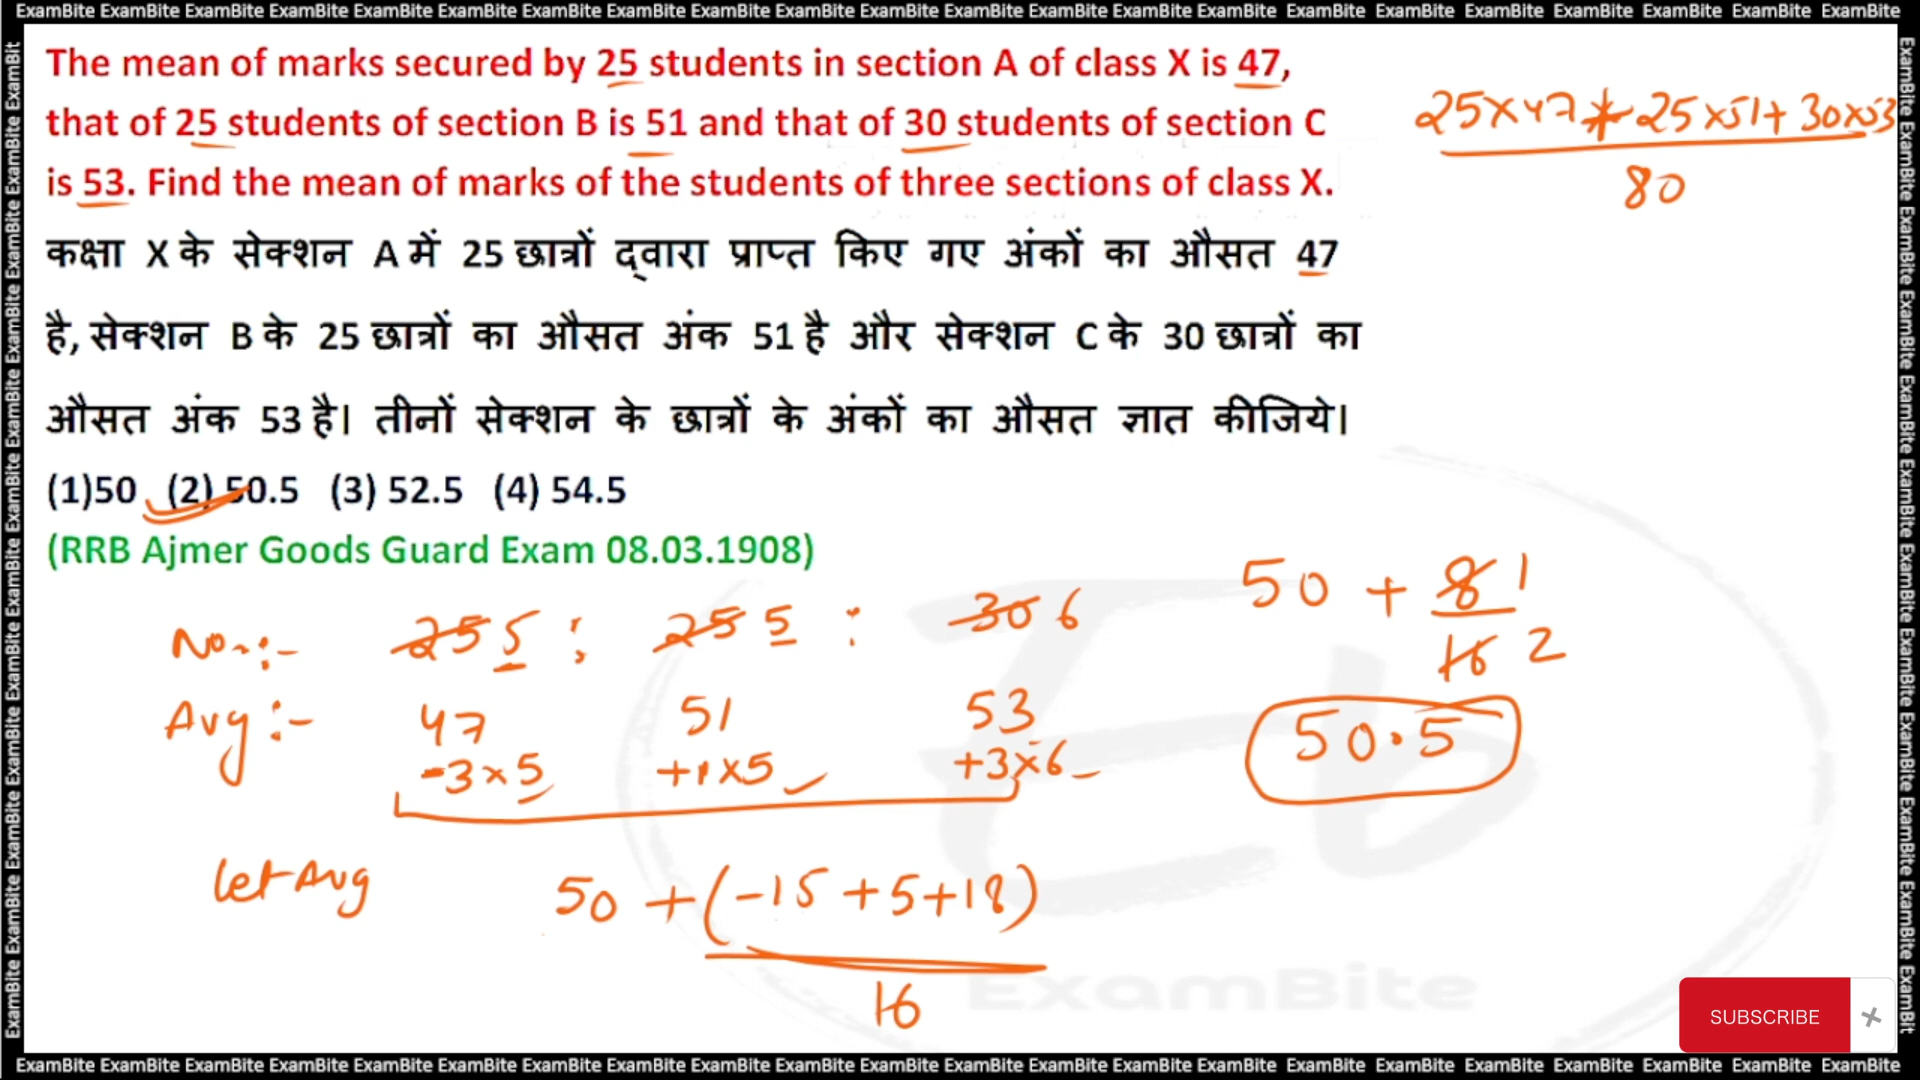 ExamBite ExamBite ExamBite ExamBite ExamBite ExamBite ExamBite ExamBite ExamBite ExamBite ExamBite ExamBite ExamBite ExamBite ExamBite ExamBite ExamBite ExamBite ExamBite ExamBite ExamBite
The mean of marks secured by 25 students in section A of class X is 47,
that of 25 students of section B is 51 and that of 30 students of section C
is 53. Find the mean of marks of the students of three sections of class X.
25×47+25×51+30×53
80
कक्षा X के सेक्शन A में 25 छात्रों द्वारा प्राप्त किए गए अंकों का औसत 47
है, सेक्शन B के 25 छात्रों का औसत अंक 51 है और सेक्शन C के 30 छात्रों का
औसत अंक 53 है। तीनों सेक्शन के छात्रों के अंकों का औसत ज्ञात कीजिये।
(1)50 (2) 50.5 (3) 52.5 (4) 54.5
(RRB Ajmer Goods Guard Exam 08.03.1908)
No.:- 25 5 : 25 5 : 30 6
Avg:- 47 51 53
-3×5 +1×5 +3×6
let Avg 50+(-15+5+18)
16
50 + 8 1
16 2
50.5
ExamBite
SUBSCRIBE
ExamBite ExamBite ExamBite ExamBite ExamBite ExamBite ExamBite ExamBite ExamBite ExamBite ExamBite ExamBite ExamBite ExamBite ExamBite ExamBite ExamBite ExamBite ExamBite ExamBite ExamBite